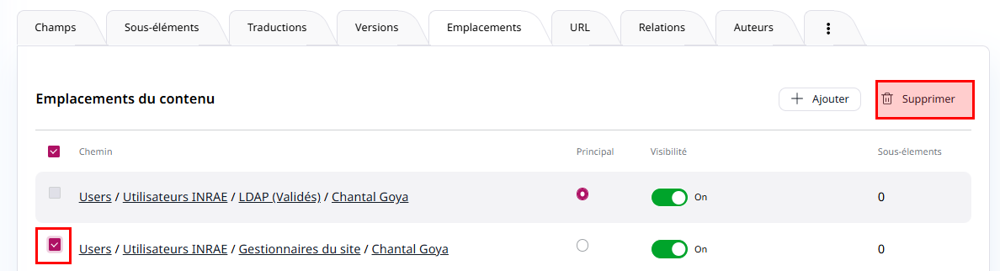 Champs Sous-éléments Traductions Versions Emplacements URL Relations Auteurs
Emplacements du contenu Ajouter Supprimer
Chemin Principal Visibilité Sous-élements
Users / Utilisateurs INRAE / LDAP (Validés) / Chantal Goya On 0
Users / Utilisateurs INRAE / Gestionnaires du site / Chantal Goya On 0